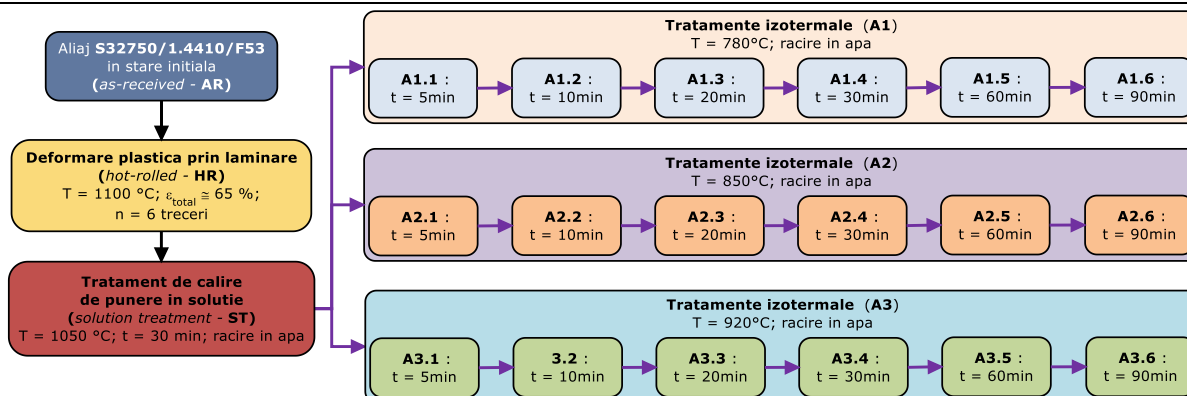 Aliaj S32750/1.4410/F53
in stare initiala
(as-received - AR)
Deformare plastica prin laminare
(hot-rolled - HR)
T = 1100 °C; εtotal ≅ 65 %;
n = 6 treceri
Tratament de calire
de punere in solutie
(solution treatment - ST)
T = 1050 °C; t = 30 min; racire in apa
Tratamente izotermale (A1)
T = 780°C; racire in apa
A1.1 :
t = 5min
A1.2 :
t = 10min
A1.3 :
t = 20min
A1.4 :
t = 30min
A1.5 :
t = 60min
A1.6 :
t = 90min
Tratamente izotermale (A2)
T = 850°C; racire in apa
A2.1 :
t = 5min
A2.2 :
t = 10min
A2.3 :
t = 20min
A2.4 :
t = 30min
A2.5 :
t = 60min
A2.6 :
t = 90min
Tratamente izotermale (A3)
T = 920°C; racire in apa
A3.1 :
t = 5min
3.2 :
t = 10min
A3.3 :
t = 20min
A3.4 :
t = 30min
A3.5 :
t = 60min
A3.6 :
t = 90min